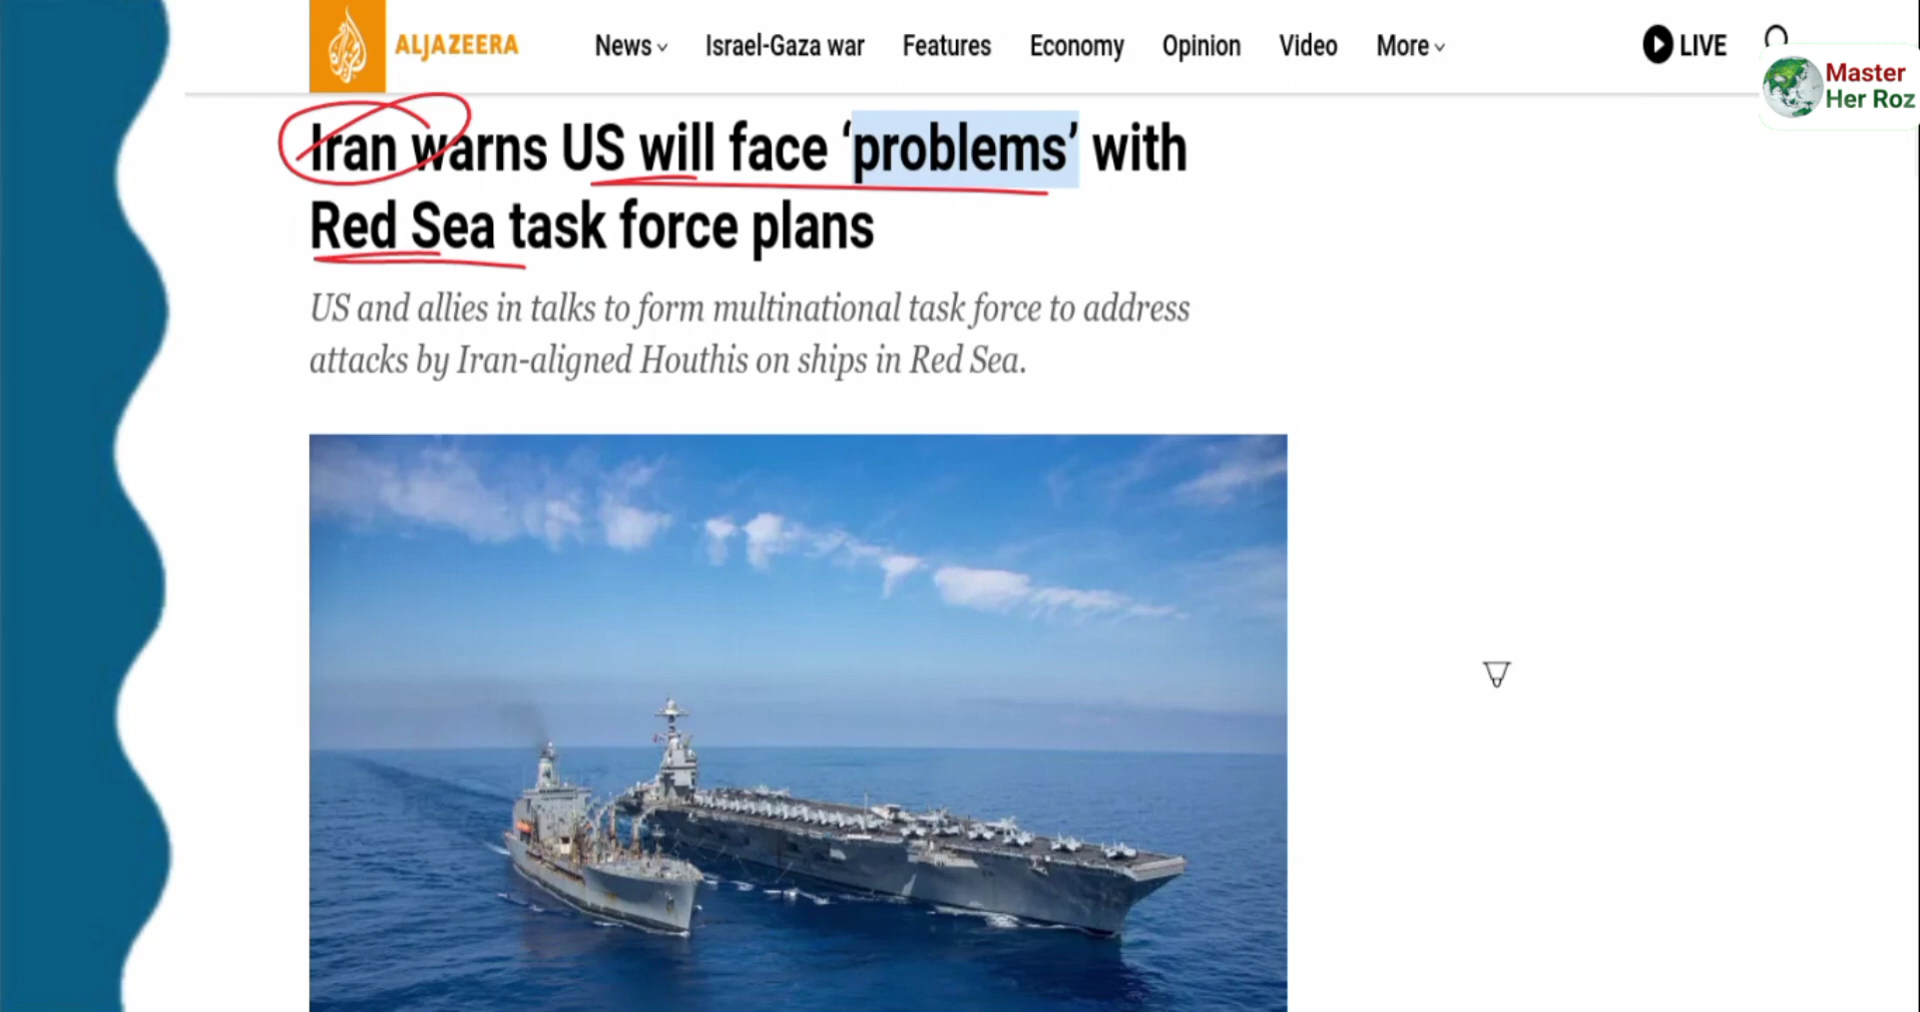 ALJAZEERA
News
Israel-Gaza war
Features
Economy
Opinion
Video
More
LIVE
Master
Her Roz
Iran warns US will face ‘problems’ with
Red Sea task force plans
US and allies in talks to form multinational task force to address
attacks by Iran-aligned Houthis on ships in Red Sea.